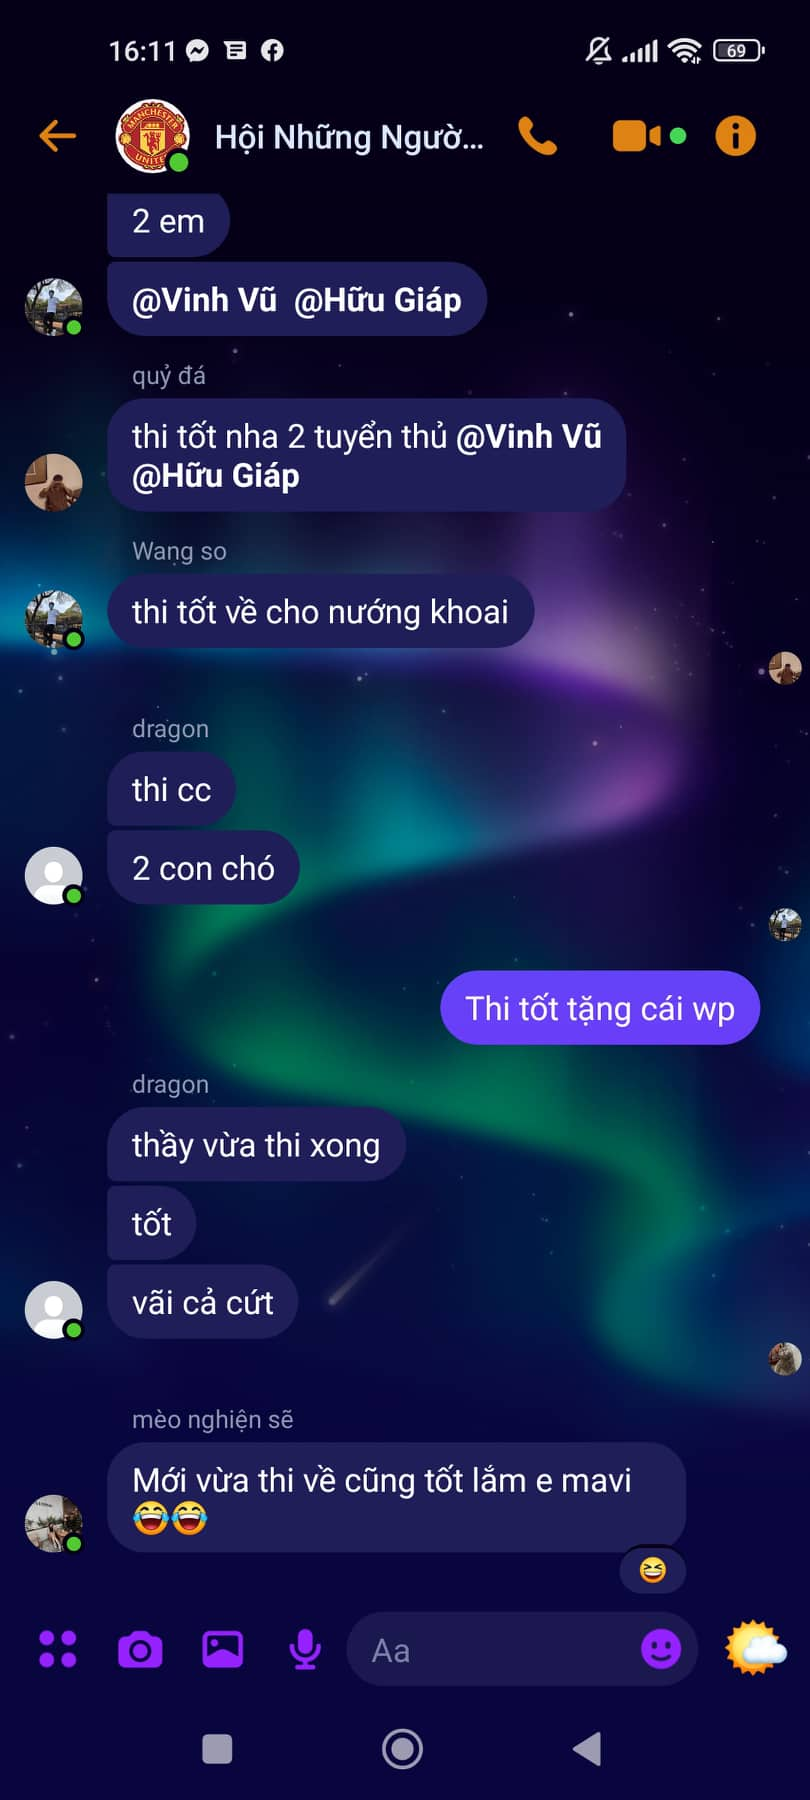 16:11
69
MANCHESTER
UNITED
Hội Những Ngườ...
2 em
@Vinh Vũ @Hữu Giáp
quỷ đá
thi tốt nha 2 tuyển thủ @Vinh Vũ
@Hữu Giáp
Wang so
thi tốt về cho nướng khoai
dragon
thi cc
2 con chó
Thi tốt tặng cái wp
dragon
thầy vừa thi xong
tốt
vãi cả cứt
mèo nghiện sẽ
Mới vừa thi về cũng tốt lắm e mavi
😂😂
😆
Aa